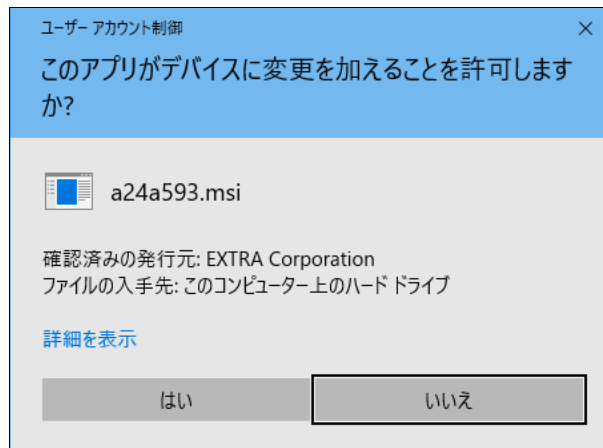 ユーザー アカウント制御
このアプリがデバイスに変更を加えることを許可します
か?
a24a593.msi
確認済みの発行元: EXTRA Corporation
ファイルの入手先: このコンピューター上のハード ドライブ
詳細を表示
はい
いいえ